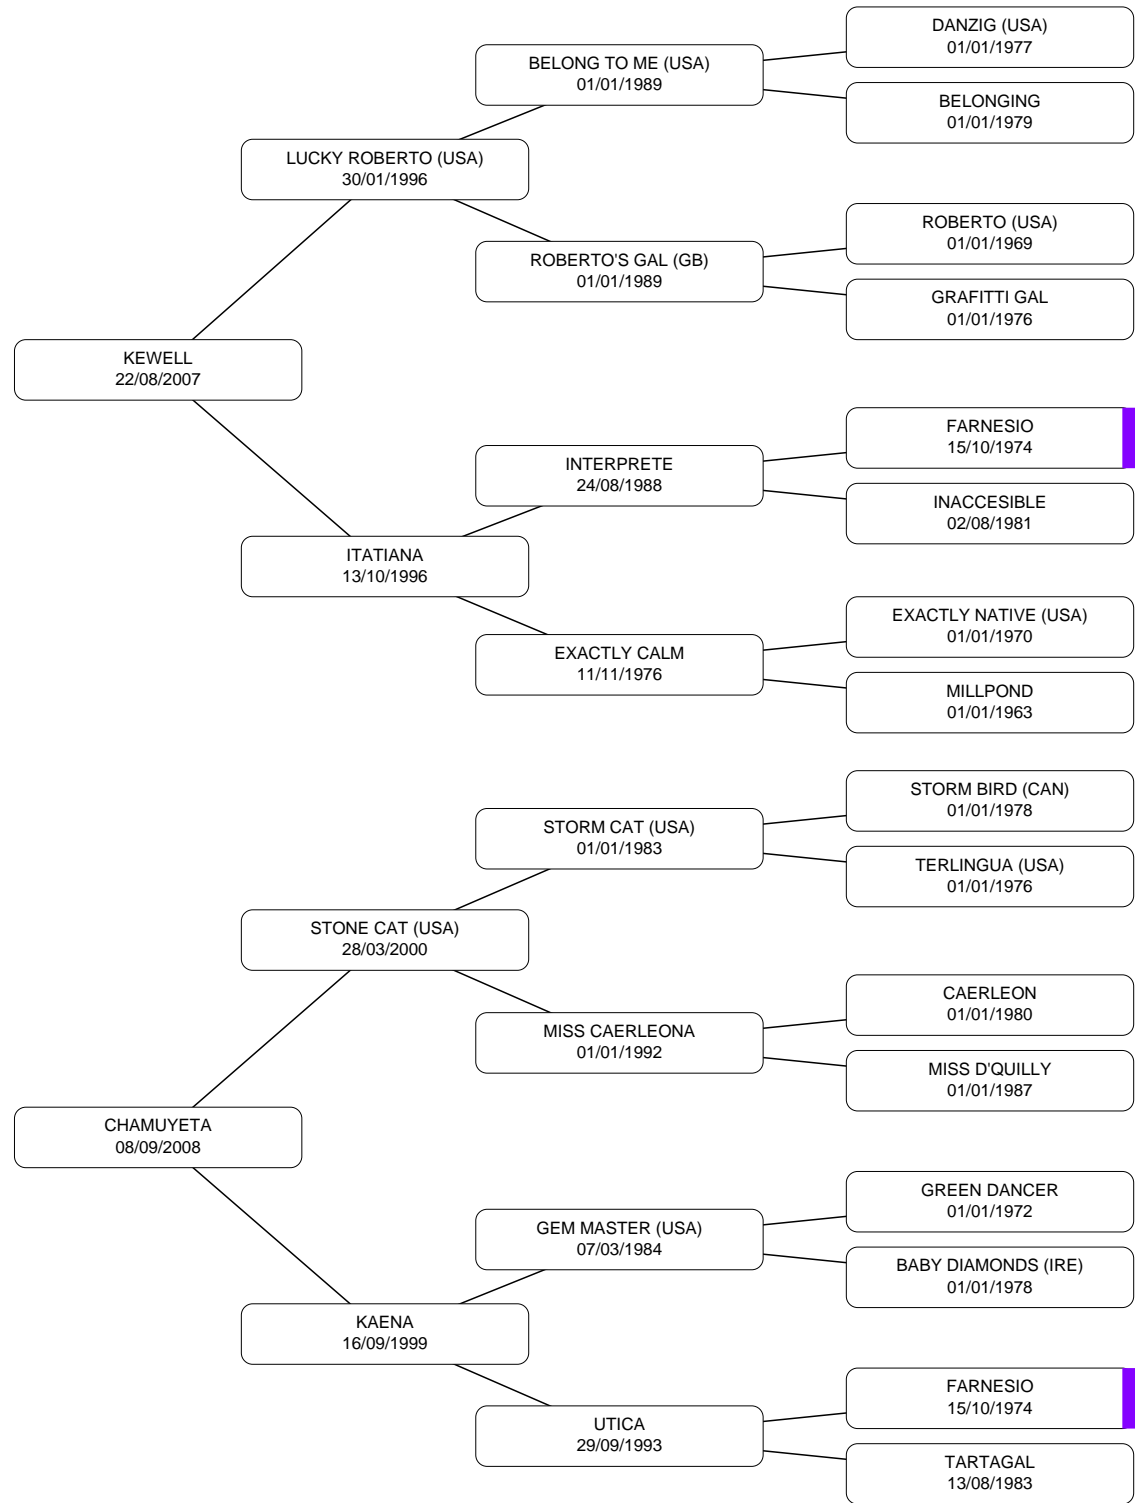 DANZIG (USA)
01/01/1977
BELONG TO ME (USA)
01/01/1989
BELONGING
01/01/1979
LUCKY ROBERTO (USA)
30/01/1996
ROBERTO (USA)
01/01/1969
ROBERTO'S GAL (GB)
01/01/1989
GRAFITTI GAL
01/01/1976
KEWELL
22/08/2007
FARNESIO
15/10/1974
INTERPRETE
24/08/1988
INACCESIBLE
02/08/1981
ITATIANA
13/10/1996
EXACTLY NATIVE (USA)
01/01/1970
EXACTLY CALM
11/11/1976
MILLPOND
01/01/1963
STORM BIRD (CAN)
01/01/1978
STORM CAT (USA)
01/01/1983
TERLINGUA (USA)
01/01/1976
STONE CAT (USA)
28/03/2000
CAERLEON
01/01/1980
MISS CAERLEONA
01/01/1992
MISS D'QUILLY
01/01/1987
CHAMUYETA
08/09/2008
GREEN DANCER
01/01/1972
GEM MASTER (USA)
07/03/1984
BABY DIAMONDS (IRE)
01/01/1978
KAENA
16/09/1999
FARNESIO
15/10/1974
UTICA
29/09/1993
TARTAGAL
13/08/1983